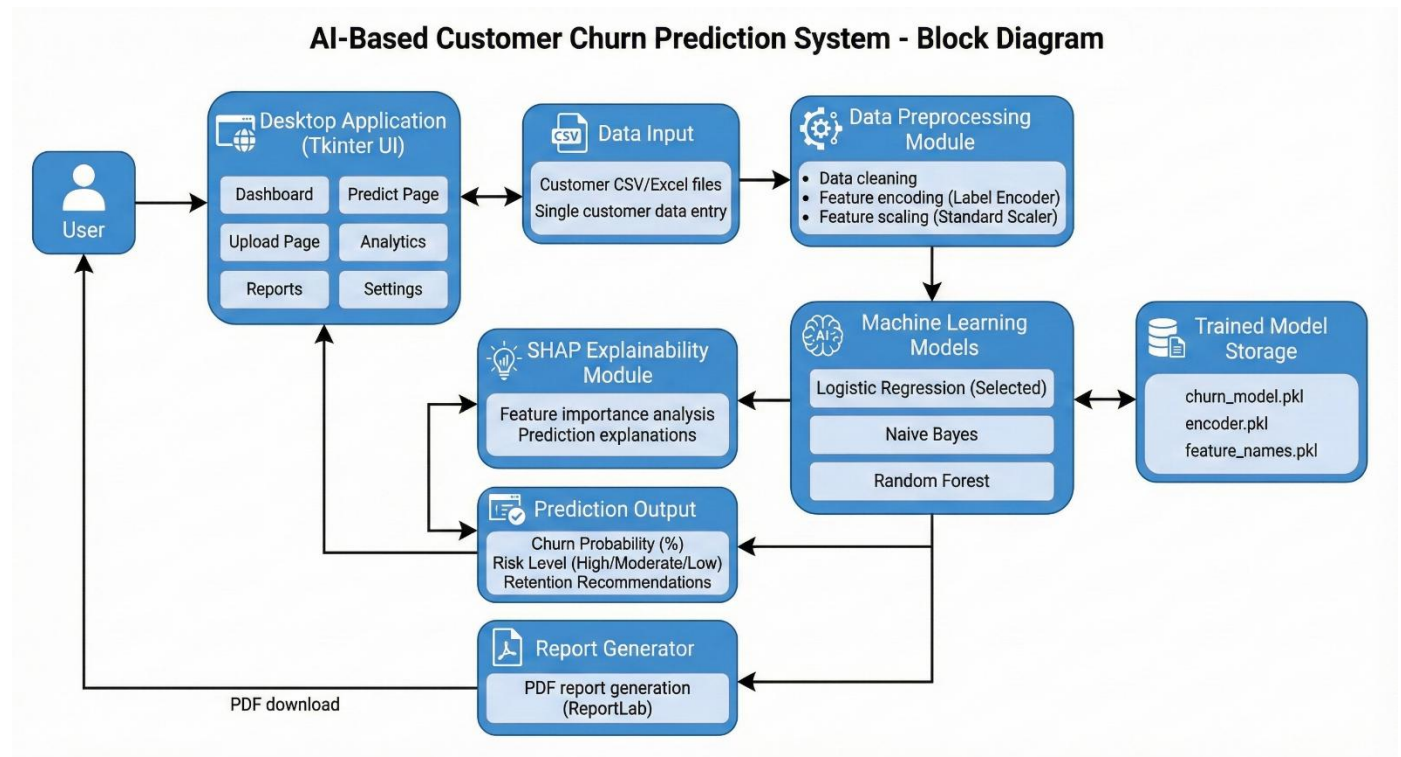 AI-Based Customer Churn Prediction System - Block Diagram
User
Desktop Application
(Tkinter UI)
Dashboard
Predict Page
Upload Page
Analytics
Reports
Settings
CSV
Data Input
Customer CSV/Excel files
Single customer data entry
Data Preprocessing
Module
• Data cleaning
• Feature encoding (Label Encoder)
• Feature scaling (Standard Scaler)
SHAP Explainability
Module
Feature importance analysis
Prediction explanations
AI
Machine Learning
Models
Logistic Regression (Selected)
Naive Bayes
Random Forest
Trained Model
Storage
churn_model.pkl
encoder.pkl
feature_names.pkl
Prediction Output
Churn Probability (%)
Risk Level (High/Moderate/Low)
Retention Recommendations
Report Generator
PDF report generation
(ReportLab)
PDF download